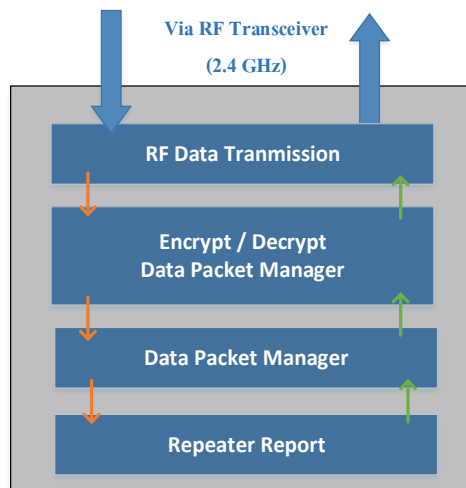 Via RF Transceiver
(2.4 GHz)
RF Data Tranmission
Encrypt / Decrypt
Data Packet Manager
Data Packet Manager
Repeater Report